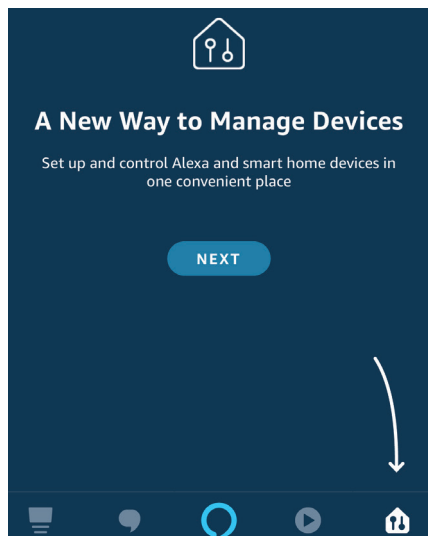 A New Way to Manage Devices
Set up and control Alexa and smart home devices in
one convenient place
NEXT